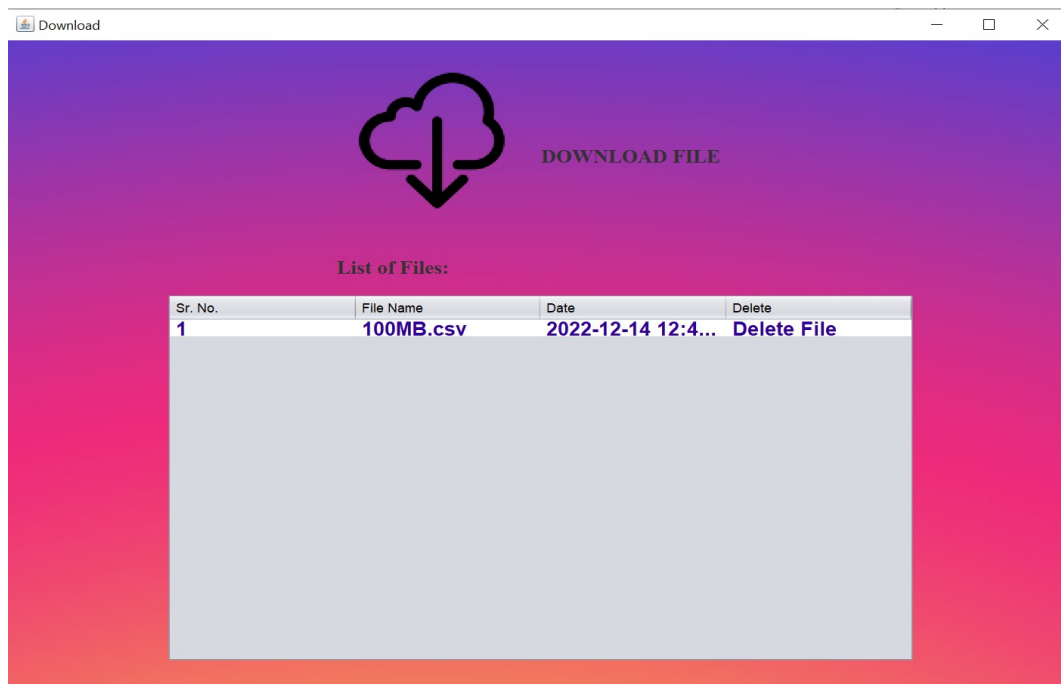 Download
DOWNLOAD FILE
List of Files:
Sr. No. File Name Date Delete
1 100MB.csv 2022-12-14 12:4... Delete File